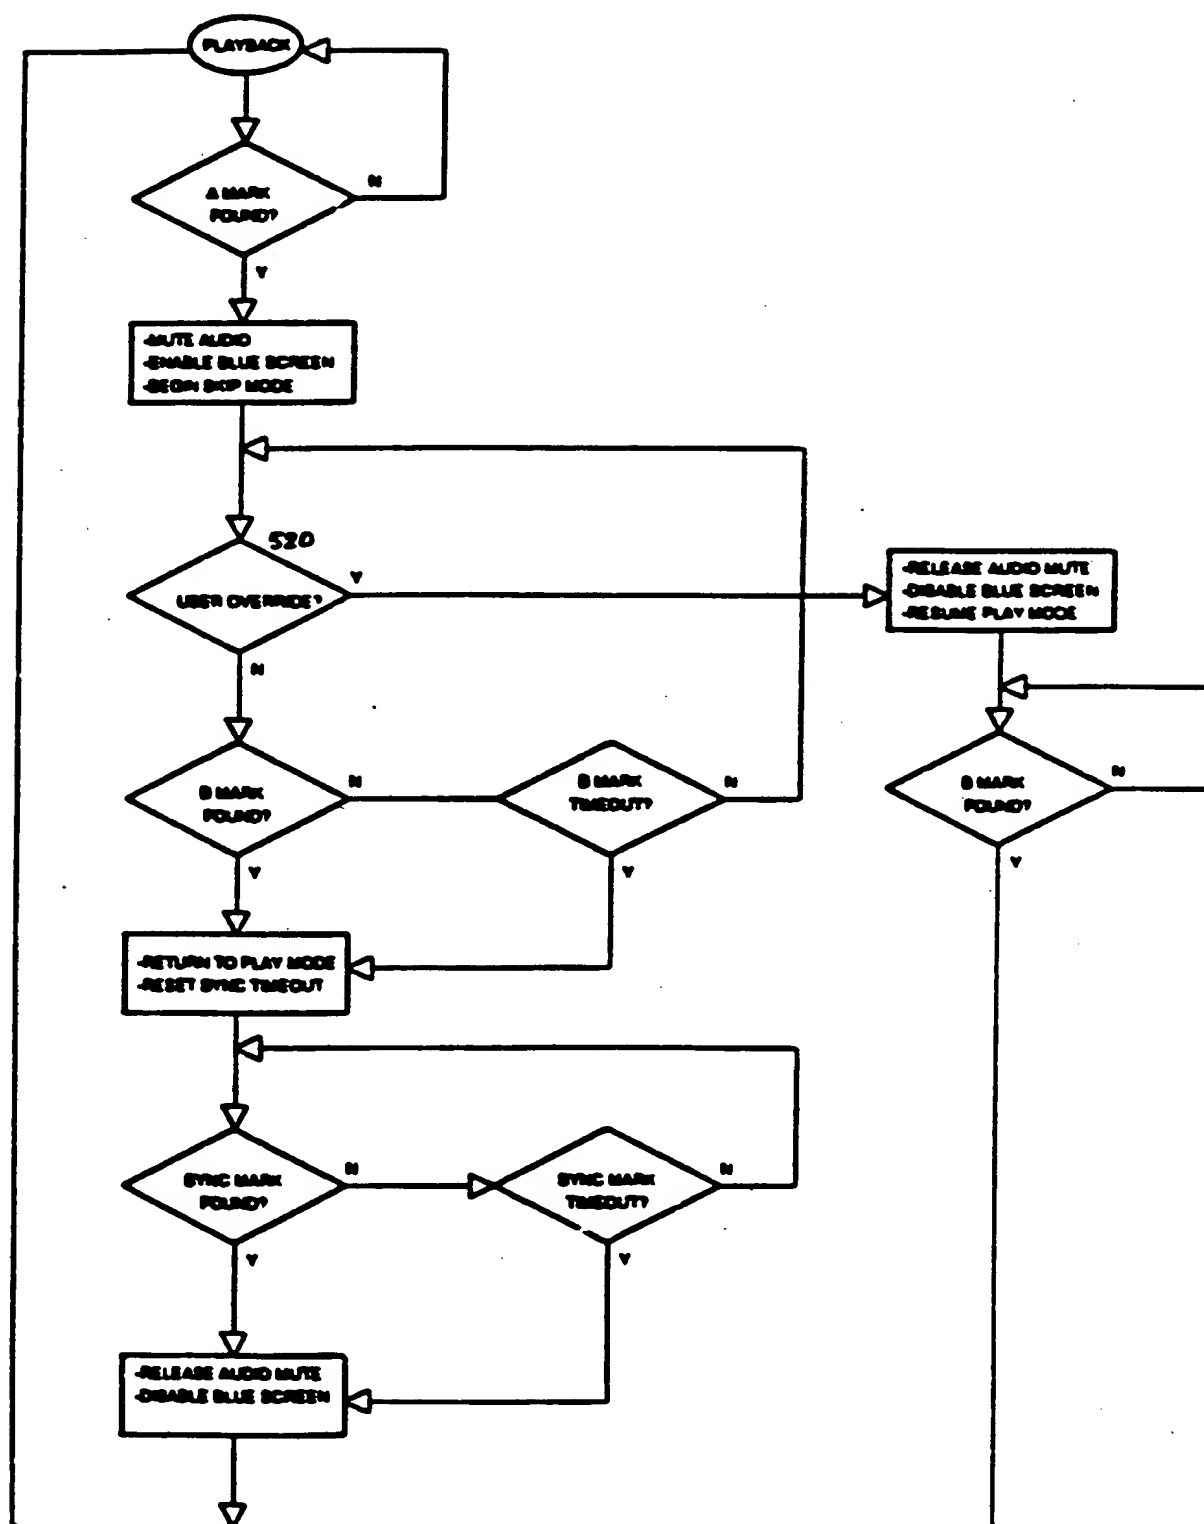 PLAYBACK
A MARK
FOUND?
N
Y
-MUTE AUDIO
-ENABLE BLUE SCREEN
-BEGIN SKIP MODE
520
USER OVERRIDE?
Y
N
-RELEASE AUDIO MUTE
-DISABLE BLUE SCREEN
-RESUME PLAY MODE
B MARK
FOUND?
N
Y
B MARK
TIMEOUT?
N
Y
B MARK
FOUND?
N
Y
-RETURN TO PLAY MODE
-RESET SYNC TIMEOUT
SYNC MARK
FOUND?
N
Y
SYNC MARK
TIMEOUT?
N
Y
-RELEASE AUDIO MUTE
-DISABLE BLUE SCREEN